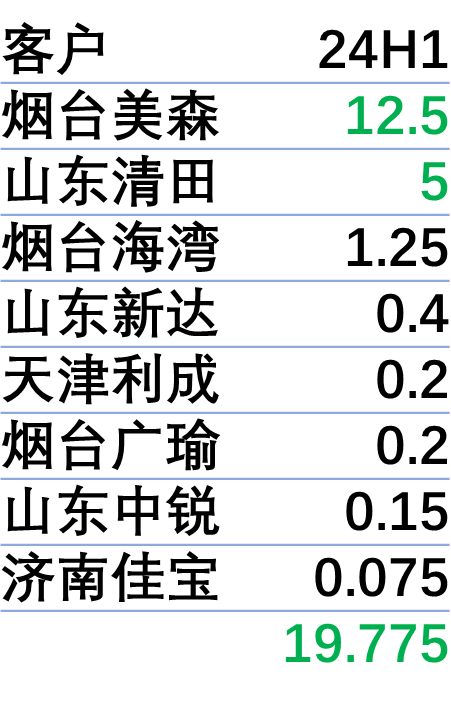 客户 24H1
烟台美森 12.5
山东清田 5
烟台海湾 1.25
山东新达 0.4
天津利成 0.2
烟台广瑜 0.2
山东中锐 0.15
济南佳宝 0.075
19.775